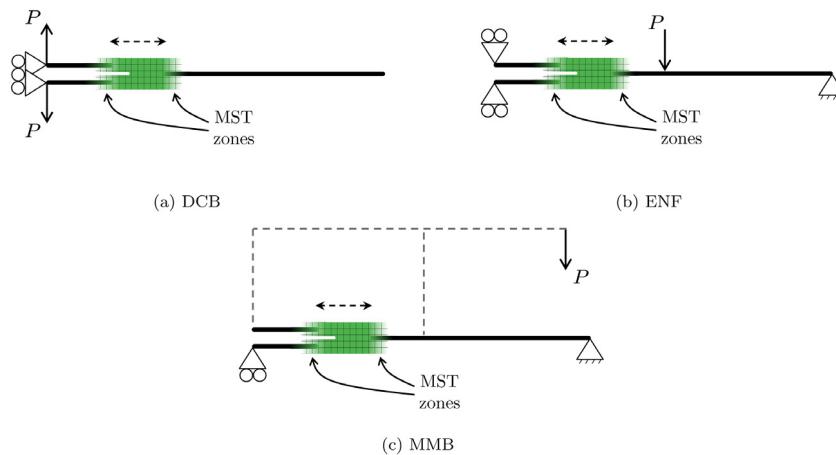 P
P
MST
zones
(a) DCB
P
MST
zones
(b) ENF
P
MST
zones
(c) MMB